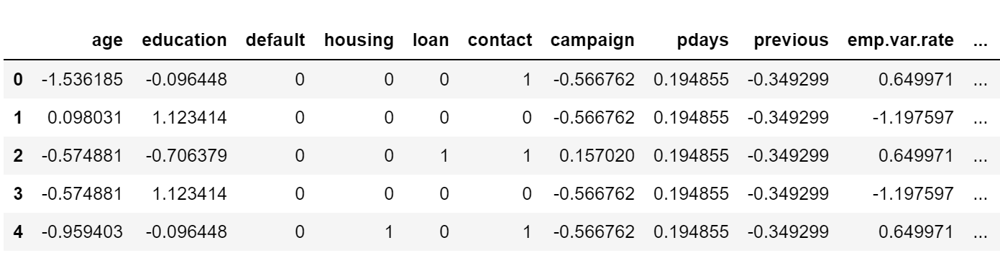 age education default housing loan contact campaign pdays previous emp.var.rate ...
0 -1.536185 -0.096448 0 0 0 1 -0.566762 0.194855 -0.349299 0.649971 ...
1 0.098031 1.123414 0 0 0 0 -0.566762 0.194855 -0.349299 -1.197597 ...
2 -0.574881 -0.706379 0 0 1 1 0.157020 0.194855 -0.349299 0.649971 ...
3 -0.574881 1.123414 0 0 0 0 -0.566762 0.194855 -0.349299 -1.197597 ...
4 -0.959403 -0.096448 0 1 0 1 -0.566762 0.194855 -0.349299 0.649971 ...